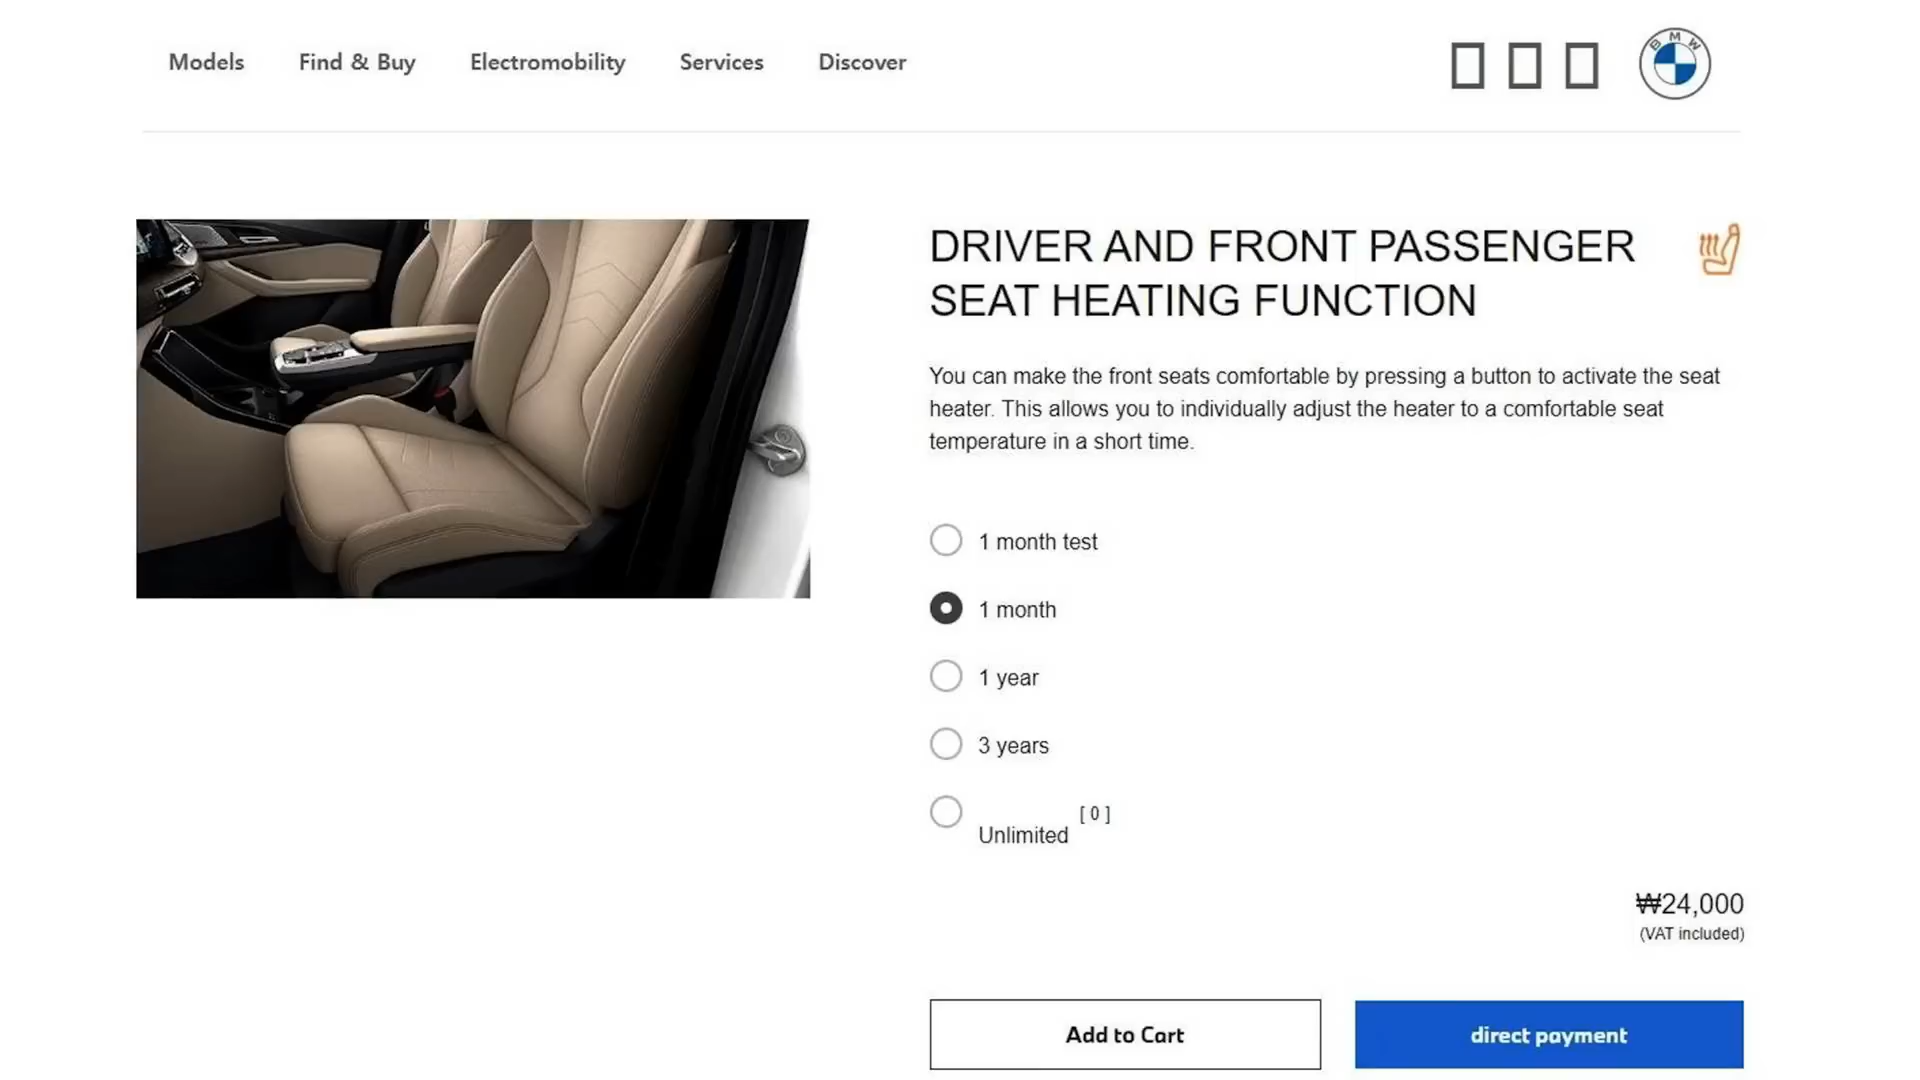 Models Find & Buy Electromobility Services Discover
BMW
DRIVER AND FRONT PASSENGER
SEAT HEATING FUNCTION
You can make the front seats comfortable by pressing a button to activate the seat
heater. This allows you to individually adjust the heater to a comfortable seat
temperature in a short time.
1 month test
1 month
1 year
3 years
Unlimited [ 0 ]
₩24,000
(VAT included)
Add to Cart direct payment